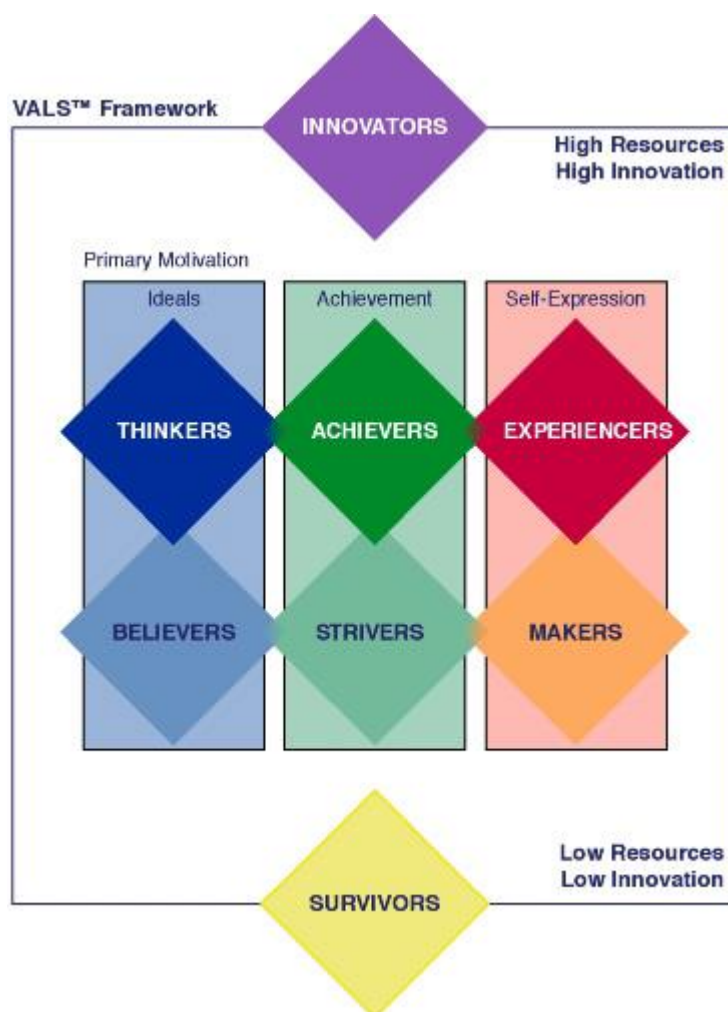 INNOVATORS
VALS™ Framework
High Resources
High Innovation
Primary Motivation
Ideals
Achievement
Self-Expression
THINKERS
ACHIEVERS
EXPERIENCERS
BELIEVERS
STRIVERS
MAKERS
Low Resources
Low Innovation
SURVIVORS